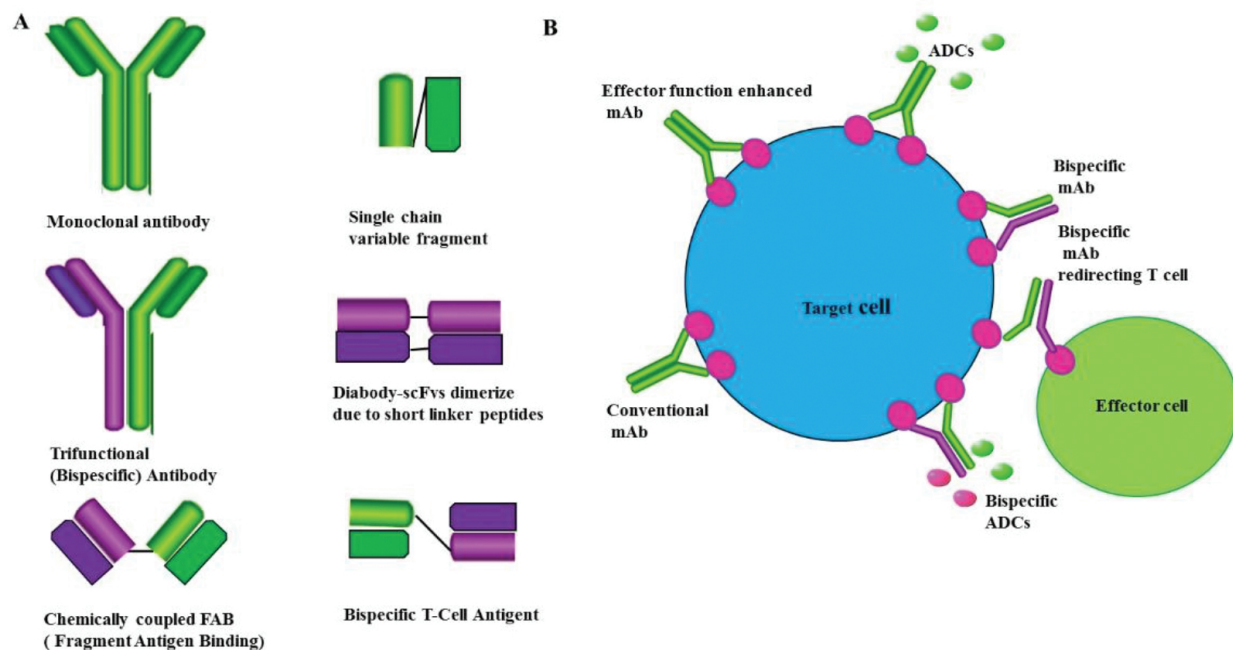 A
Monoclonal antibody
Single chain
variable fragment
Trifunctional
(Bispescific) Antibody
Diabody-scFvs dimerize
due to short linker peptides
Chemically coupled FAB
( Fragment Antigen Binding)
Bispecific T-Cell Antigent
B
ADCs
Effector function enhanced
mAb
Bispecific
mAb
Bispecific
mAb
redirecting T cell
Target cell
Effector cell
Conventional
mAb
Bispecific
ADCs